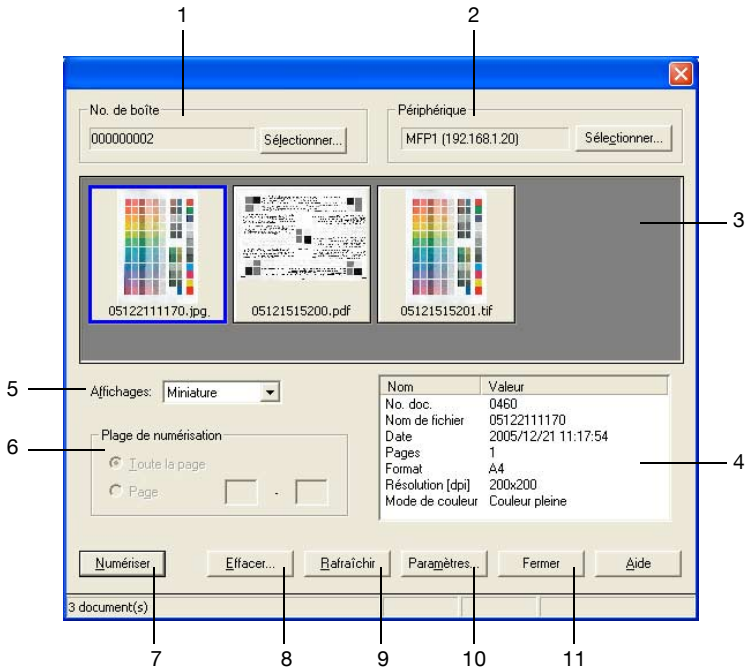 1
2
No. de boîte
Périphérique
000000002
Sélectionner...
MFP1 (192.168.1.20)
Sélectionner...
3
05122111170.jpg
05121515200.pdf
05121515201.tif
5
Affichages:
Miniature
Nom
Valeur
No. doc.
0460
Nom de fichier
05122111170
Date
2005/12/21 11:17:54
Pages
1
Format
A4
Résolution [dpi]
200x200
Mode de couleur
Couleur pleine
4
6
Plage de numérisation
Toute la page
Page
-
Numériser
Effacer...
Rafraîchir
Paramètres...
Fermer
Aide
3 document(s)
7
8
9
10
11